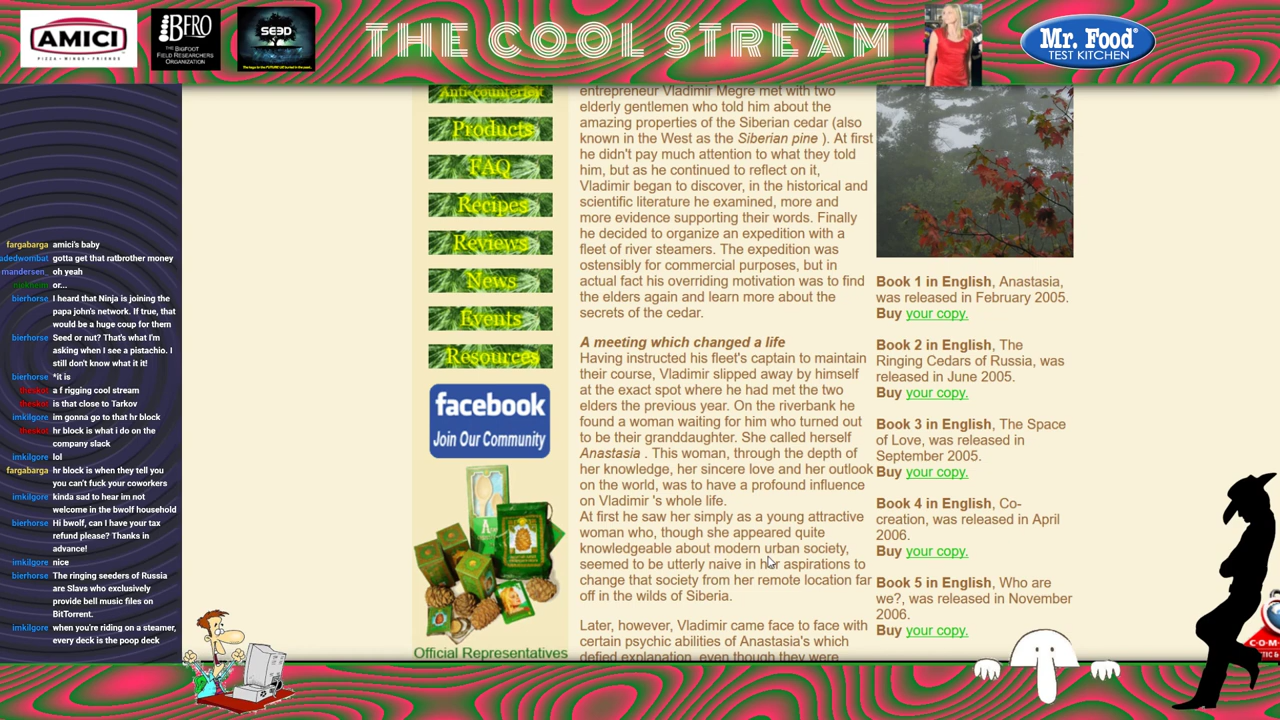 AMICI
PIZZA • WINGS • FRIENDS
BFRO
THE BIGFOOT
FIELD RESEARCHERS
ORGANIZATION
SEED
THE COOL STREAM
Mr. Food
TEST KITCHEN
fargabarga amici's baby
adedwombat gotta get that ratbrother money
mandersen_ oh yeah
or...
bierhorse I heard that Ninja is joining the
papa john's network. If true, that
would be a huge coup for them
bierhorse Seed or nut? That's what I'm
asking when I see a pistachio. I
still don't know what it it!
bierhorse *it is
theskot a f rigging cool stream
theskot is that close to Tarkov
imkilgore im gonna go to that hr block
theskot hr block is what i do on the
company slack
imkilgore lol
fargabarga hr block is when they tell you
you can't fuck your coworkers
imkilgore kinda sad to hear im not
welcome in the bwolf household
bierhorse Hi bwolf, can I have your tax
refund please? Thanks in
advance!
imkilgore nice
bierhorse The ringing seeders of Russia
are Slavs who exclusively
provide bell music files on
BitTorrent.
imkilgore when you're riding on a steamer,
every deck is the poop deck
Anti-counterfeit
Products
FAQ
Recipes
Reviews
News
Events
Resources
facebook
Join Our Community
Official Representatives
entrepreneur Vladimir Megre met with two
elderly gentlemen who told him about the
amazing properties of the Siberian cedar (also
known in the West as the Siberian pine ). At first
he didn't pay much attention to what they told
him, but as he continued to reflect on it,
Vladimir began to discover, in the historical and
scientific literature he examined, more and
more evidence supporting their words. Finally
he decided to organize an expedition with a
fleet of river steamers. The expedition was
ostensibly for commercial purposes, but in
actual fact his overriding motivation was to find
the elders again and learn more about the
secrets of the cedar.
A meeting which changed a life
Having instructed his fleet's captain to maintain
their course, Vladimir slipped away by himself
at the exact spot where he had met the two
elders the previous year. On the riverbank he
found a woman waiting for him who turned out
to be their granddaughter. She called herself
Anastasia . This woman, through the depth of
her knowledge, her sincere love and her outlook
on the world, was to have a profound influence
on Vladimir 's whole life.
At first he saw her simply as a young attractive
woman who, though she appeared quite
knowledgeable about modern urban society,
seemed to be utterly naive in her aspirations to
change that society from her remote location far
off in the wilds of Siberia.
Later, however, Vladimir came face to face with
certain psychic abilities of Anastasia's which
defied explanation, even though they were
Book 1 in English, Anastasia,
was released in February 2005.
Buy your copy.
Book 2 in English, The
Ringing Cedars of Russia, was
released in June 2005.
Buy your copy.
Book 3 in English, The Space
of Love, was released in
September 2005.
Buy your copy.
Book 4 in English, Co-
creation, was released in April
2006.
Buy your copy.
Book 5 in English, Who are
we?, was released in November
2006.
Buy your copy.